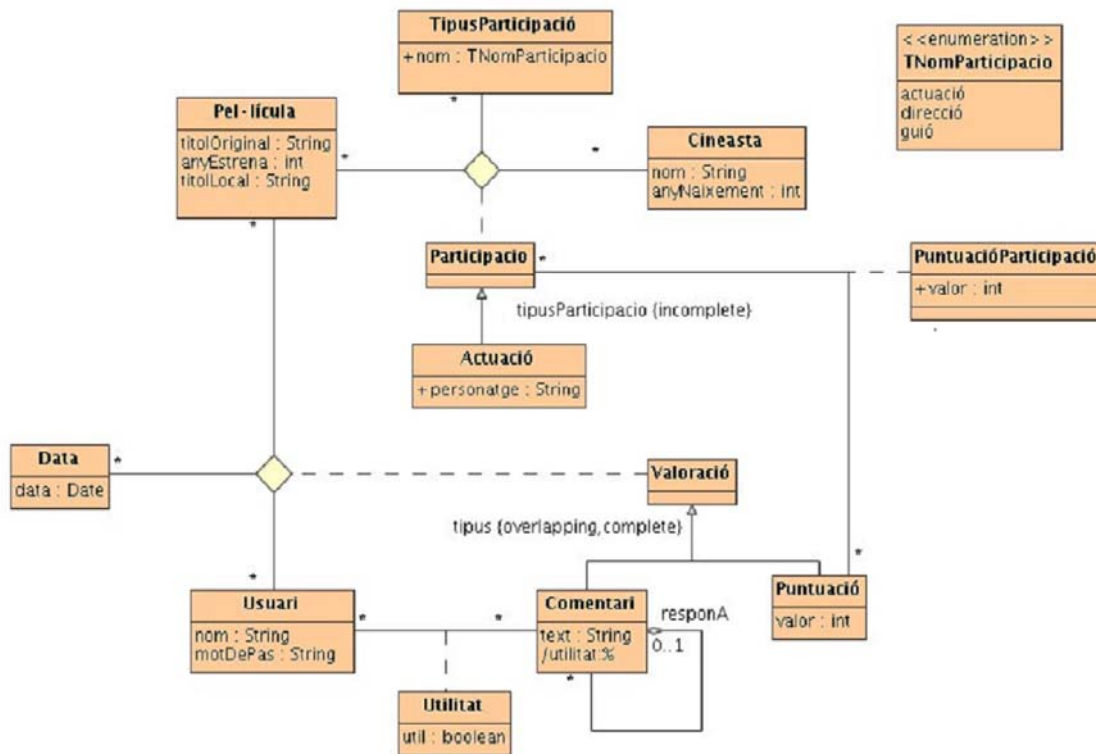 TipusParticipació
+nom : TNomParticipacio
<<enumeration>>
TNomParticipacio
actuació
direcció
guió
*
Pel·lícula
titolOriginal : String
anyEstrena : int
titolLocal : String
*
*
*
Cineasta
nom : String
anyNaixement : int
Participacio
*
PuntuacióParticipació
+valor : int
tipusParticipacio {incomplete}
Actuació
+personatge : String
Data
data : Date
*
Valoració
tipus {overlapping,complete}
*
*
Usuari
nom : String
motDePas : String
*
*
Comentari
text : String
/utilitat:%
*
responA
0..1
Puntuació
valor : int
Utilitat
util : boolean